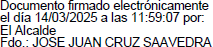 Documento firmado electrónicamente
el día 14/03/2025 a las 11:59:07 por:
El Alcalde
Fdo.: JOSE JUAN CRUZ SAAVEDRA